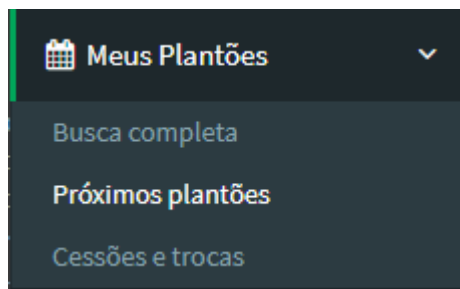 Meus Plantões
Busca completa
Próximos plantões
Cessões e trocas